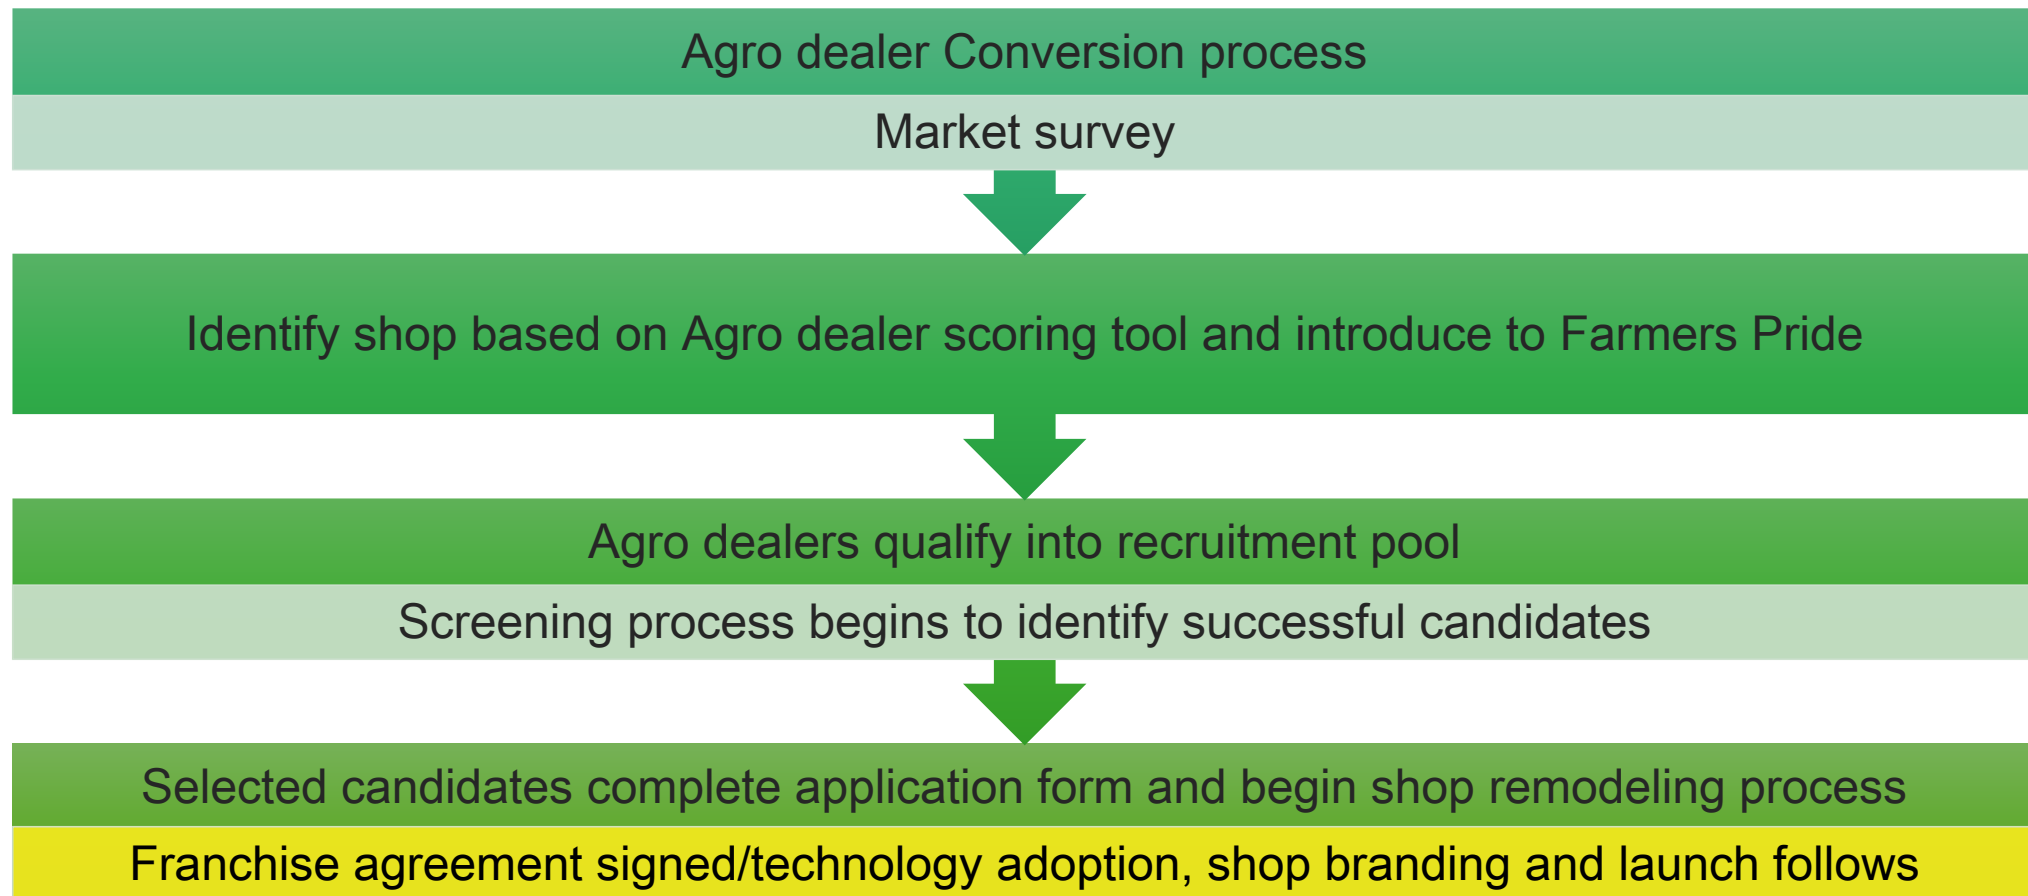 Agro dealer Conversion process
Market survey
Identify shop based on Agro dealer scoring tool and introduce to Farmers Pride
Agro dealers qualify into recruitment pool
Screening process begins to identify successful candidates
Selected candidates complete application form and begin shop remodeling process
Franchise agreement signed/technology adoption, shop branding and launch follows